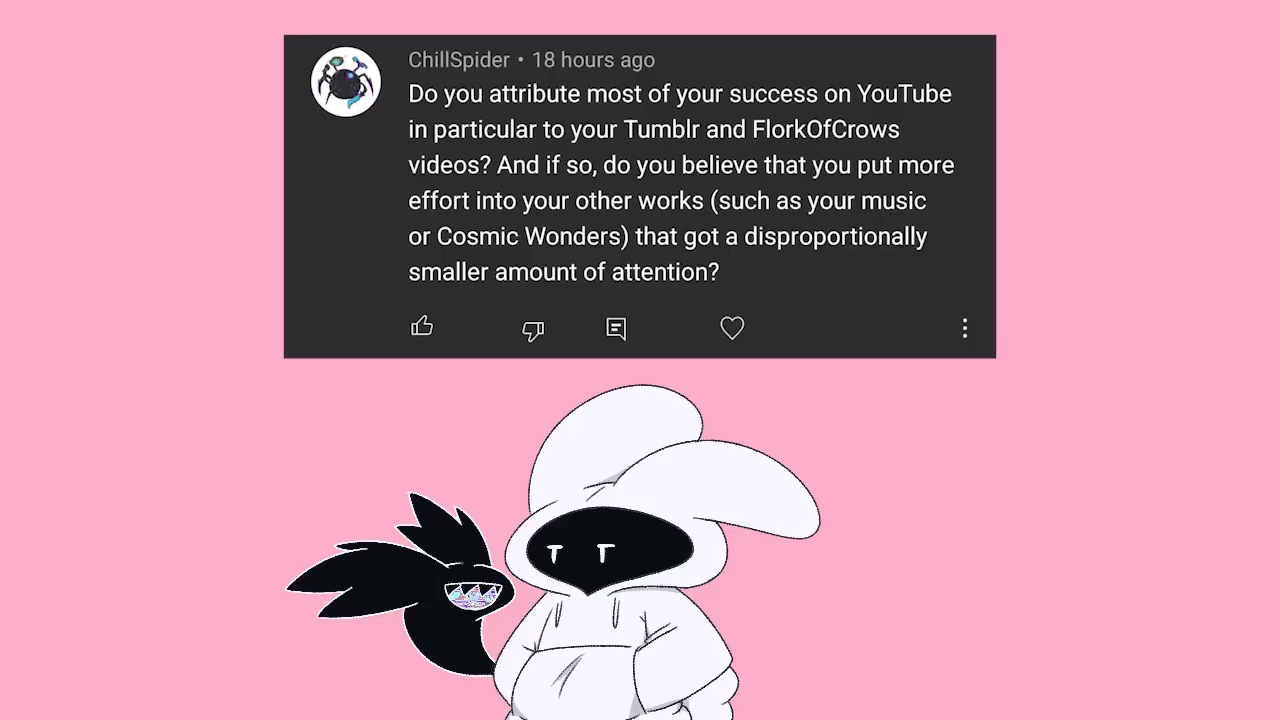 ChillSpider • 18 hours ago
Do you attribute most of your success on YouTube
in particular to your Tumblr and FlorkOfCrows
videos? And if so, do you believe that you put more
effort into your other works (such as your music
or Cosmic Wonders) that got a disproportionally
smaller amount of attention?